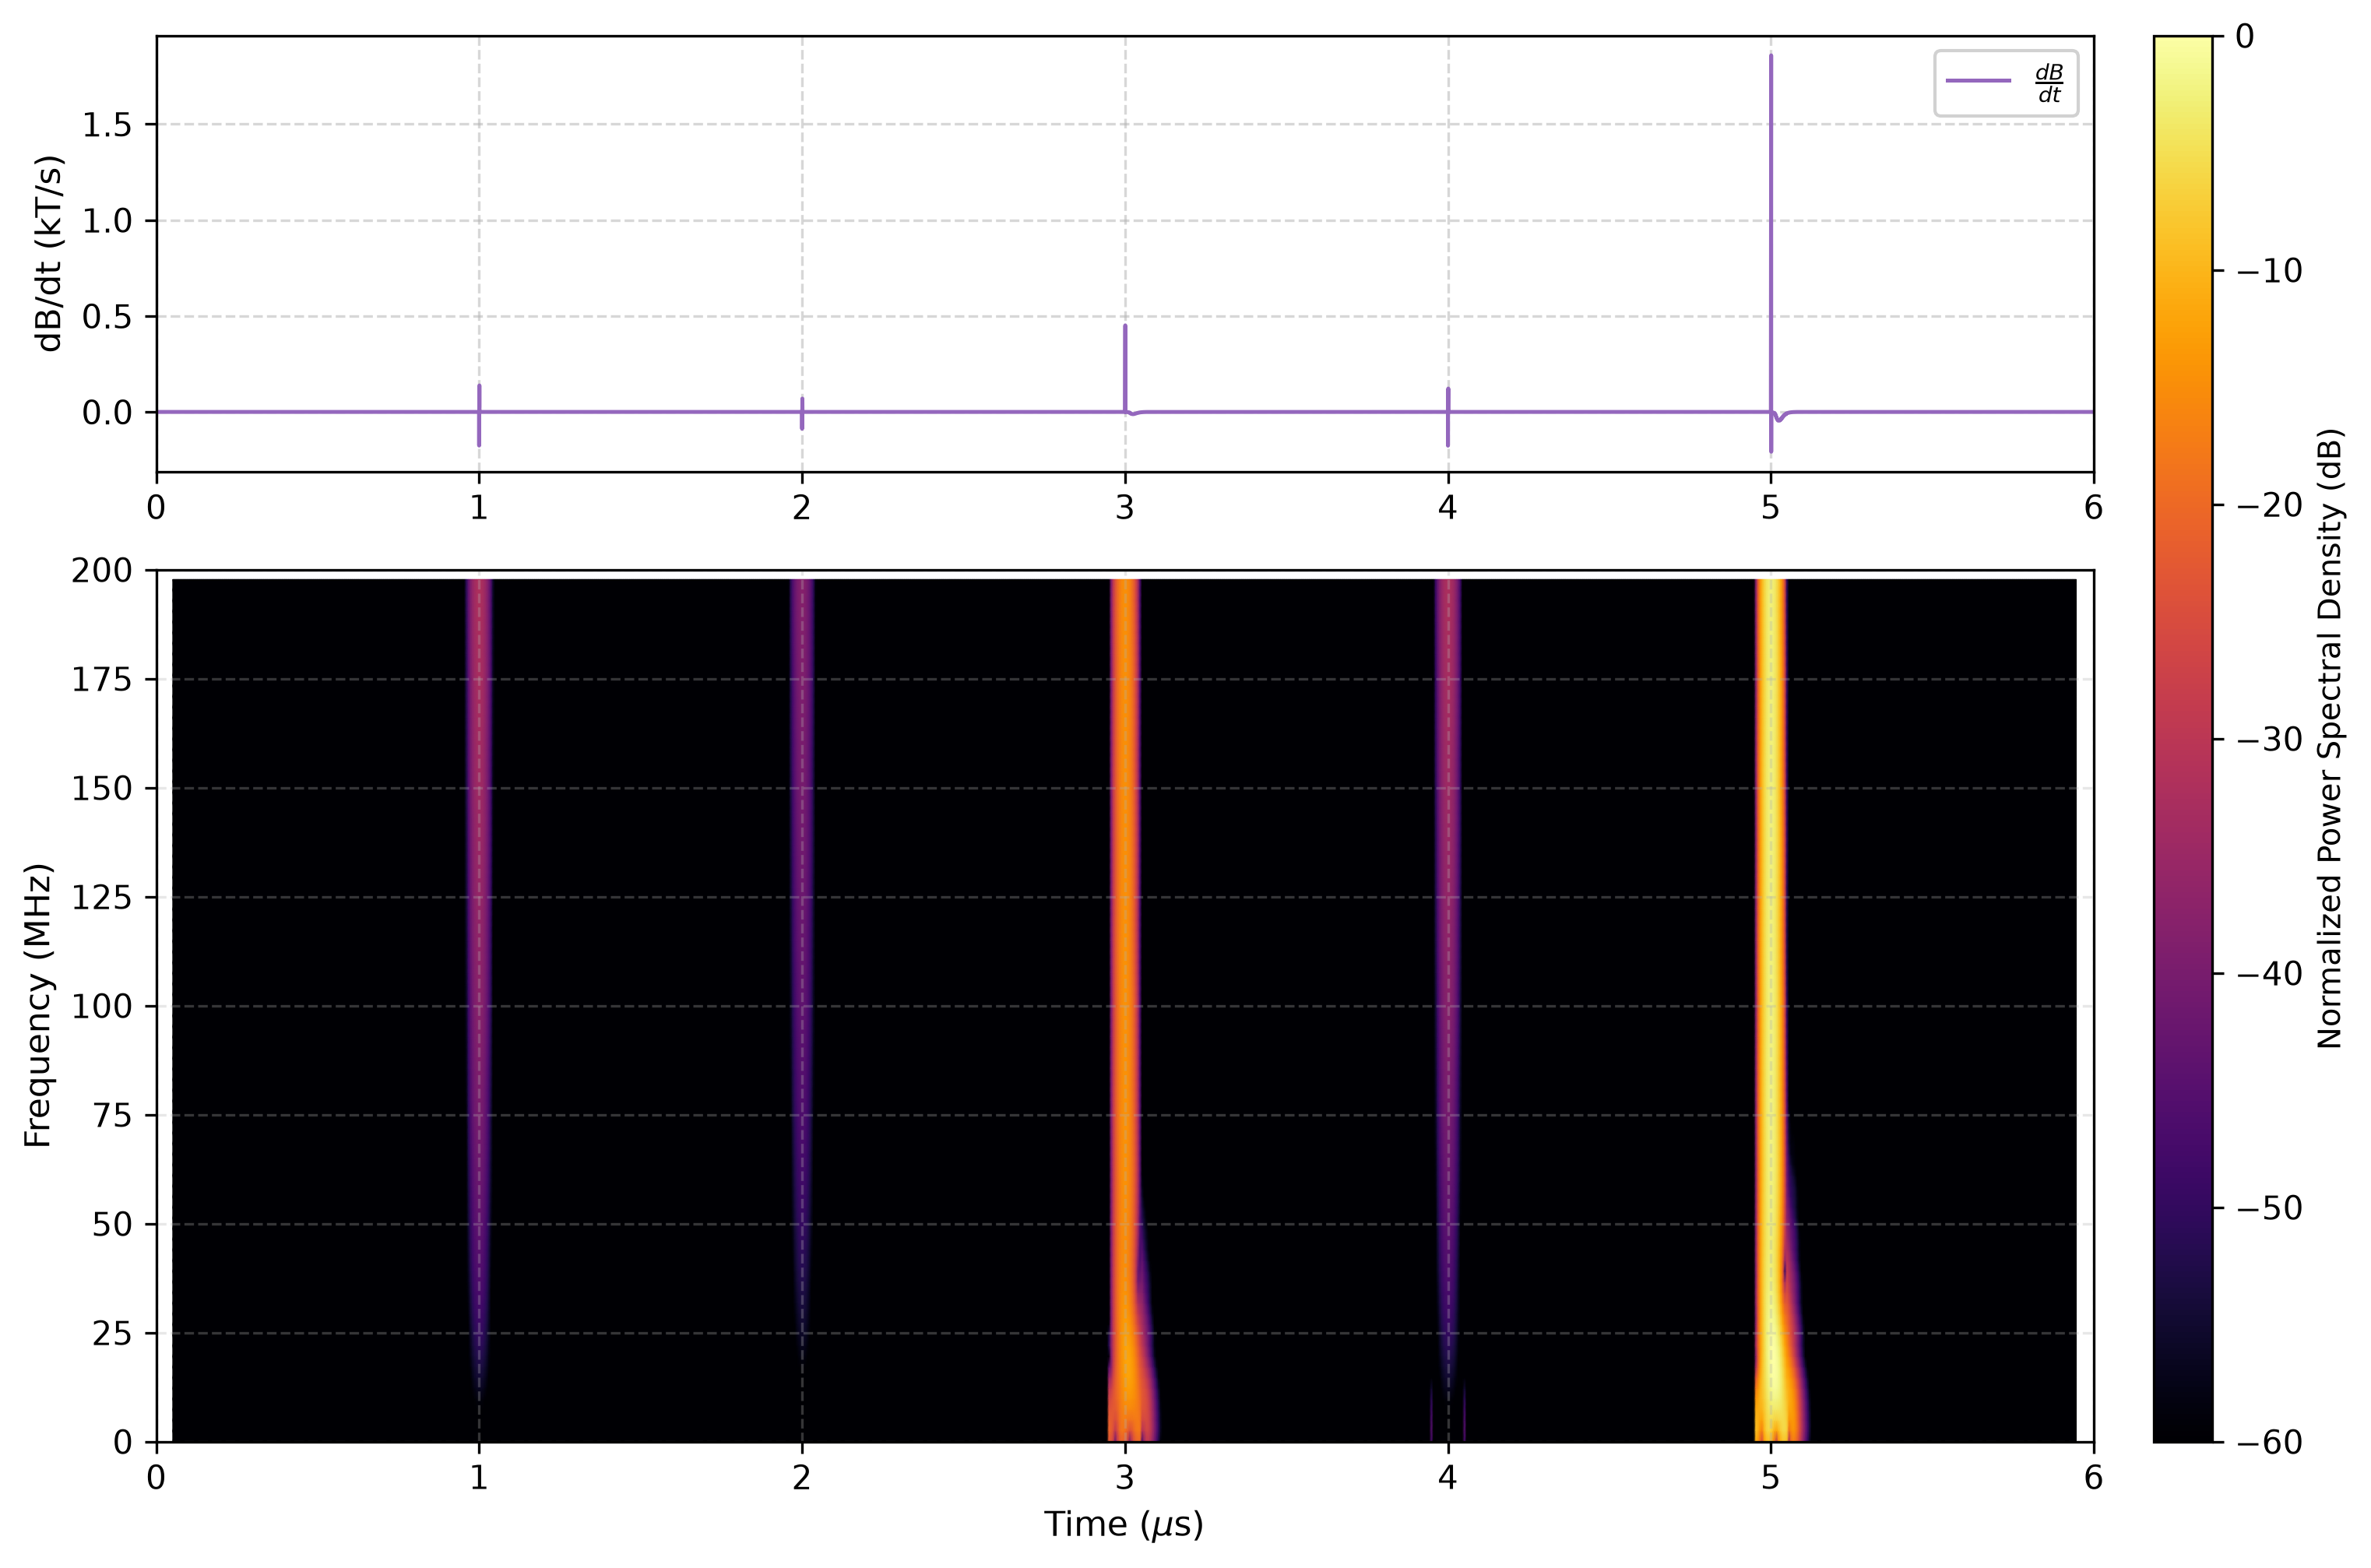 dB/dt (kT/s)
1.5
1.0
0.5
0.0
dB
dt
0 1 2 3 4 5 6
Frequency (MHz)
200
175
150
125
100
75
50
25
0
0 1 2 3 4 5 6
Time (μs)
0
−10
−20
−30
−40
−50
−60
Normalized Power Spectral Density (dB)